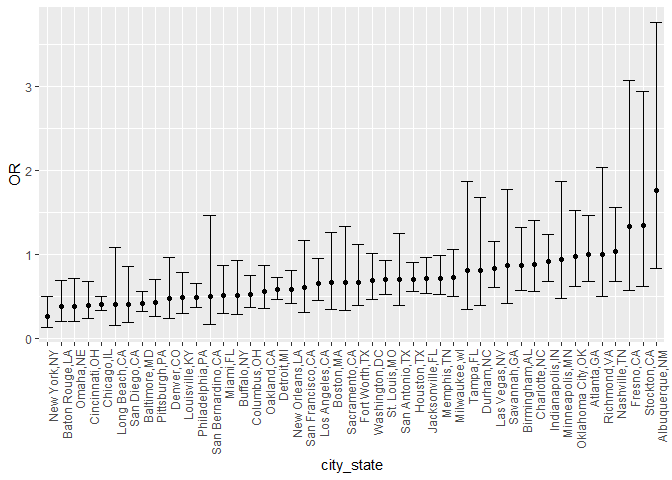 3
2
1
0
OR
New York,NY
Baton Rouge,LA
Omaha,NE
Cincinnati,OH
Chicago,IL
Long Beach,CA
San Diego,CA
Baltimore,MD
Pittsburgh,PA
Denver,CO
Louisville,KY
Philadelphia,PA
San Bernardino,CA
Miami,FL
Buffalo,NY
Columbus,OH
Oakland,CA
Detroit,MI
New Orleans,LA
San Francisco,CA
Los Angeles,CA
Boston,MA
Sacramento,CA
Fort Worth,TX
Washington,DC
St. Louis,MO
San Antonio,TX
Houston,TX
Jacksonville,FL
Memphis,TN
Milwaukee,wI
Tampa,FL
Durham,NC
Las Vegas,NV
Savannah,GA
Birmingham,AL
Charlotte,NC
Indianapolis,IN
Minneapolis,MN
Oklahoma City,OK
Atlanta,GA
Richmond,VA
Nashville,TN
Fresno,CA
Stockton,CA
Albuquerque,NM
city_state